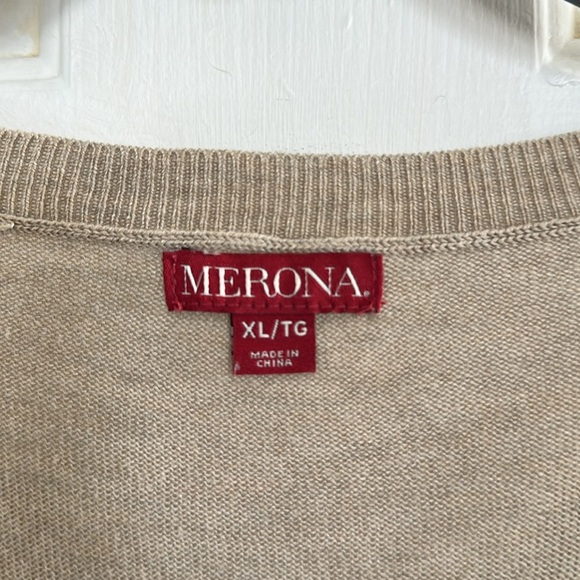 MERONA.
XL/TG
MADE IN
CHINA